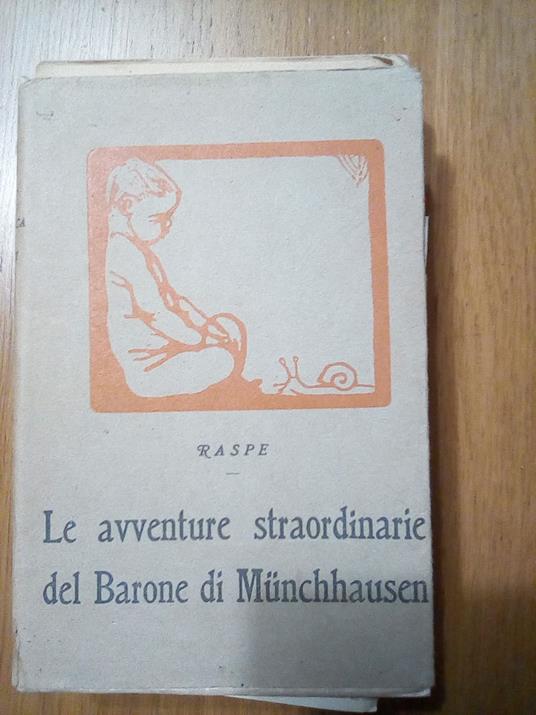 RASPE
Le avventure straordinarie
del Barone di Münchhausen